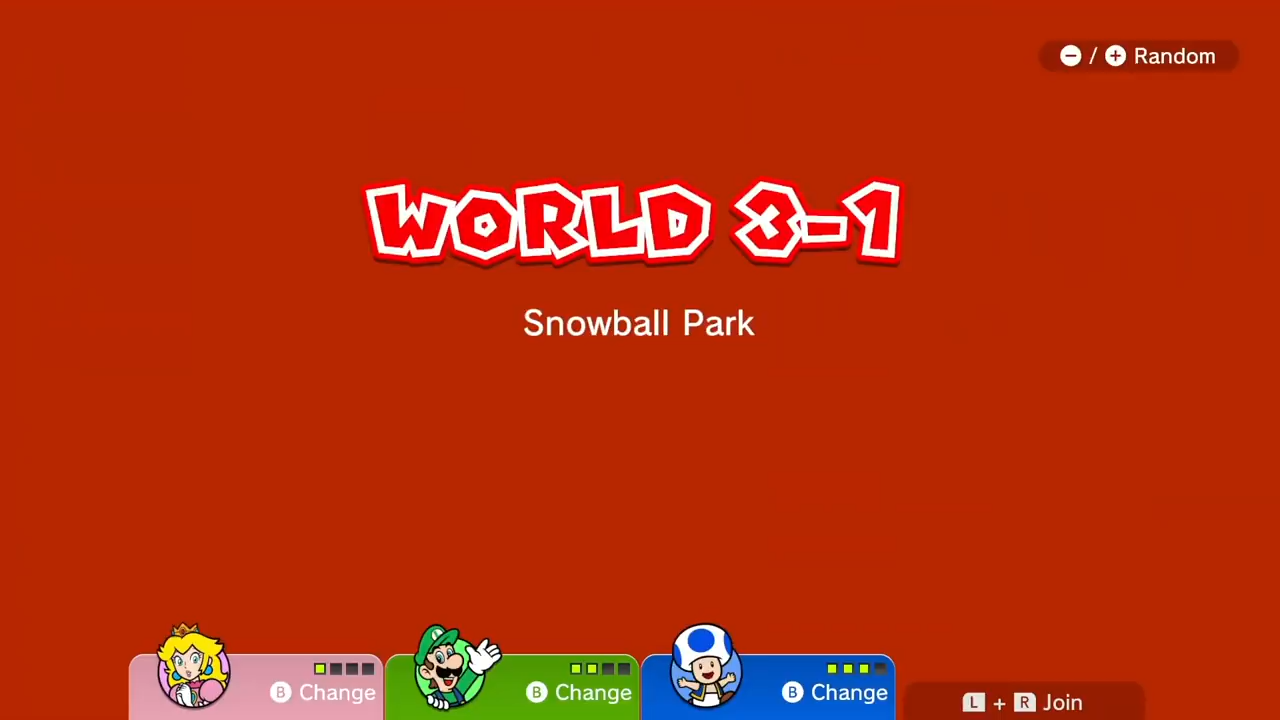 - / + Random
WORLD 3-1
Snowball Park
B Change
B Change
B Change
L + R Join